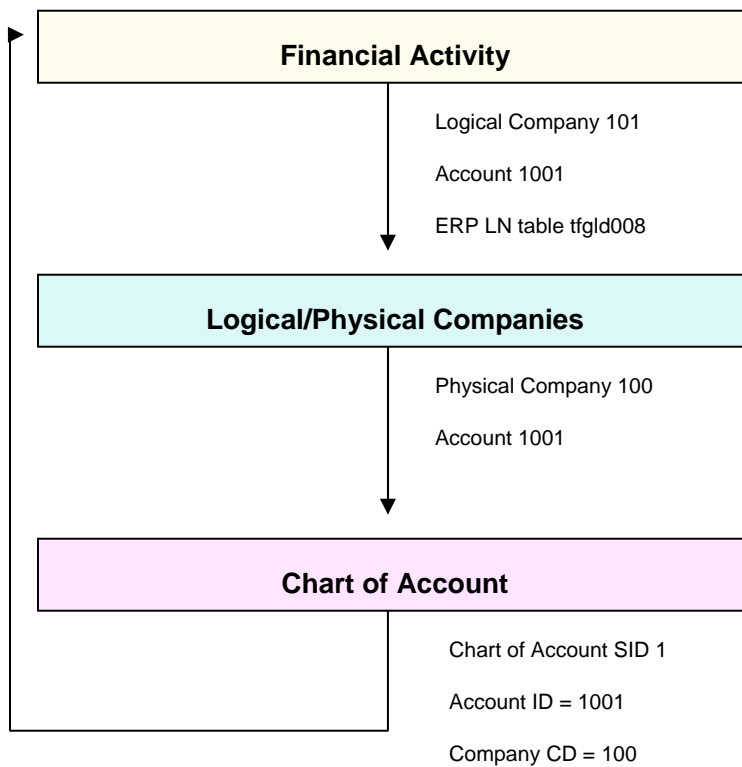 Financial Activity
Logical Company 101
Account 1001
ERP LN table tfgld008
Logical/Physical Companies
Physical Company 100
Account 1001
Chart of Account
Chart of Account SID 1
Account ID = 1001
Company CD = 100